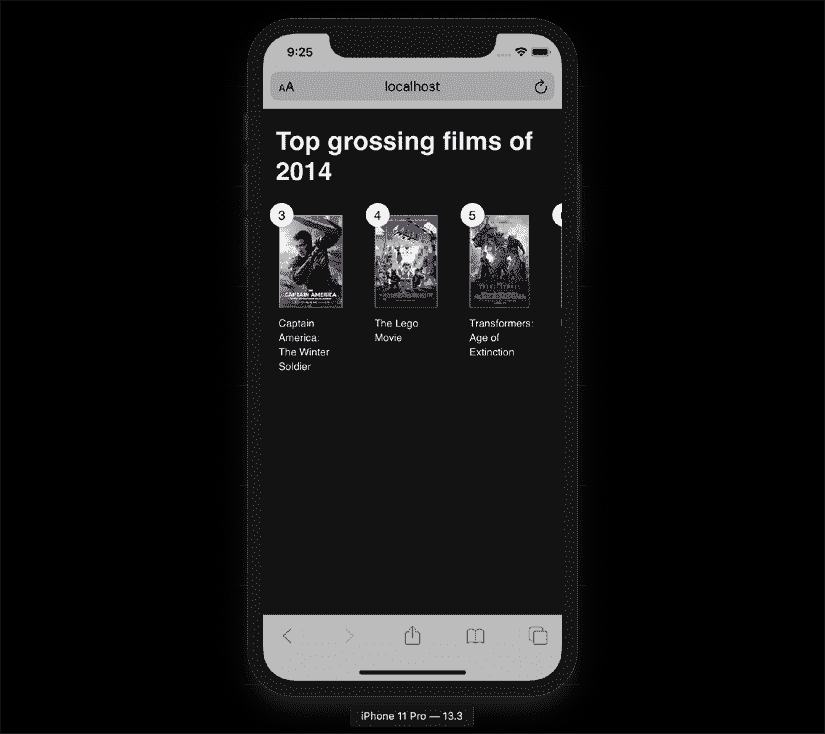 9:25
AA
localhost
Top grossing films of
2014
3
4
5
CAPTAIN AMERICA
Captain
America:
The Winter
Soldier
The Lego
Movie
Transformers:
Age of
Extinction
iPhone 11 Pro — 13.3